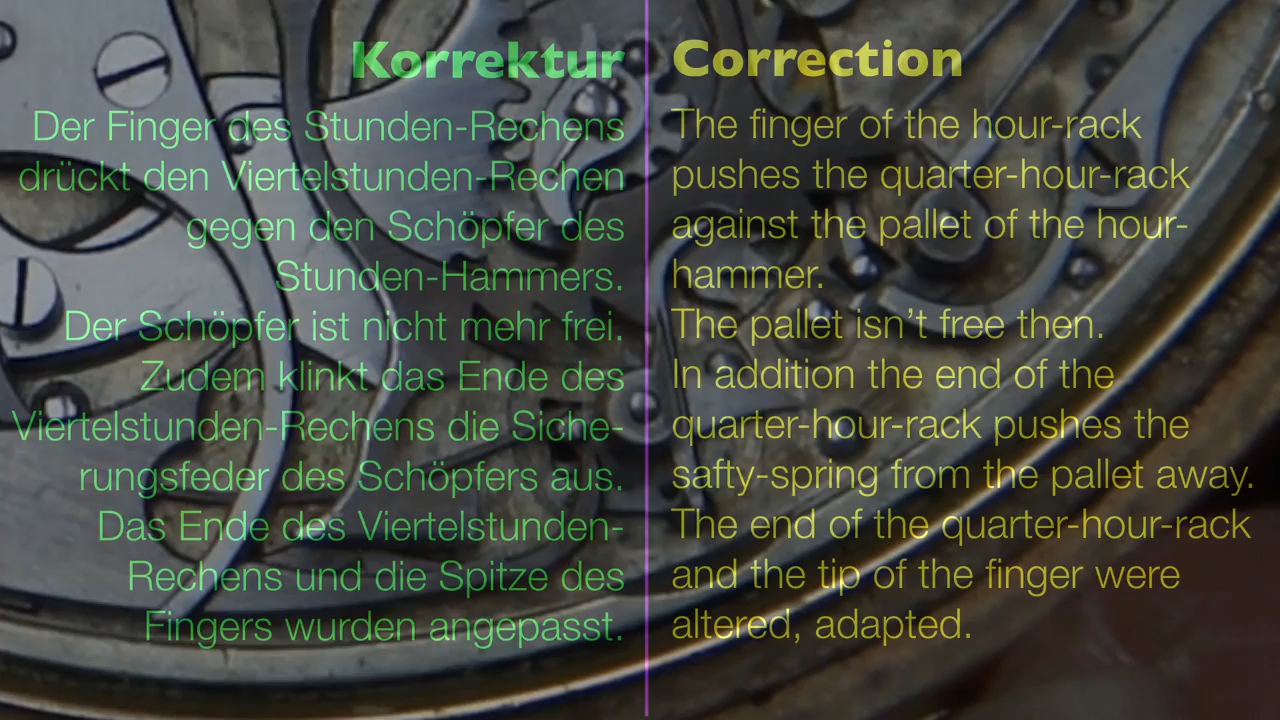 Korrektur
Der Finger des Stunden-Rechens
drückt den Viertelstunden-Rechen
gegen den Schöpfer des
Stunden-Hammers.
Der Schöpfer ist nicht mehr frei.
Zudem klinkt das Ende des
Viertelstunden-Rechens die Siche-
rungsfeder des Schöpfers aus.
Das Ende des Viertelstunden-
Rechens und die Spitze des
Fingers wurden angepasst.
Correction
The finger of the hour-rack
pushes the quarter-hour-rack
against the pallet of the hour-
hammer.
The pallet isn’t free then.
In addition the end of the
quarter-hour-rack pushes the
safty-spring from the pallet away.
The end of the quarter-hour-rack
and the tip of the finger were
altered, adapted.